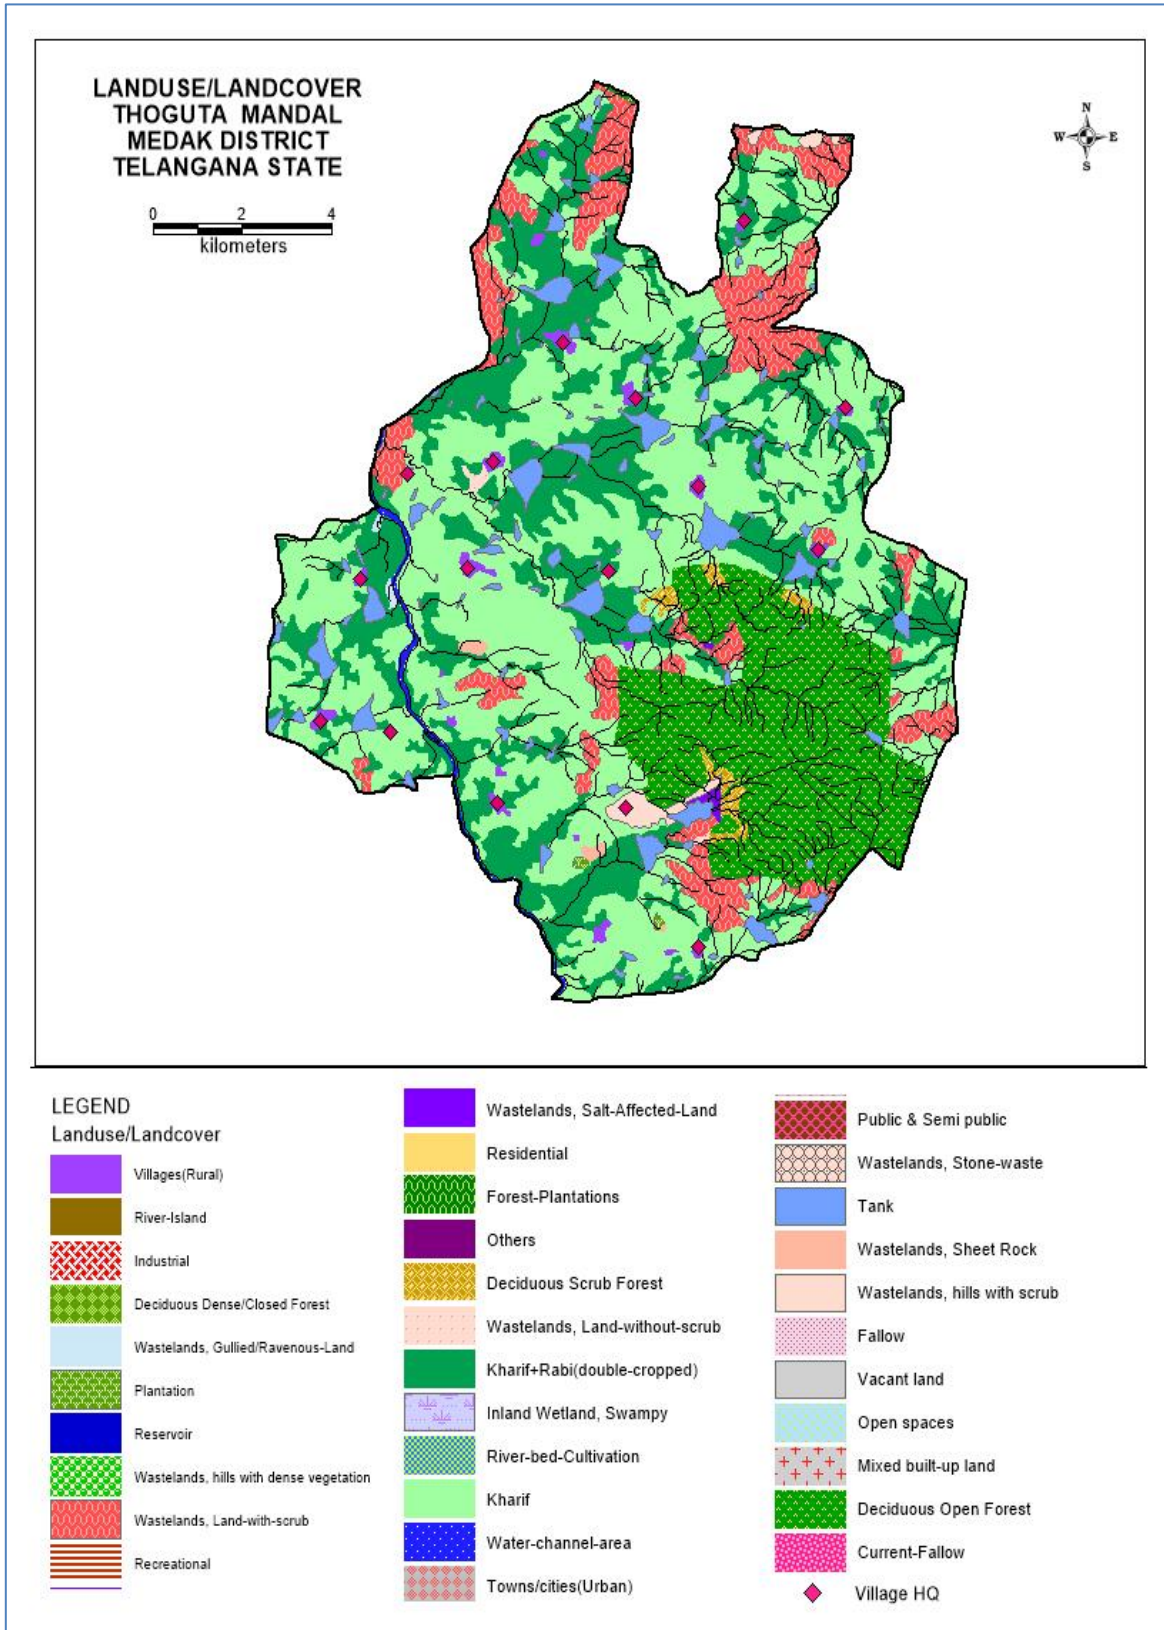 LANDUSE/LANDCOVER
THOGUTA MANDAL
MEDAK DISTRICT
TELANGANA STATE
0 2 4
kilometers
N
W E
S
LEGEND
Landuse/Landcover
Villages(Rural)
River-Island
Industrial
Deciduous Dense/Closed Forest
Wastelands, Gullied/Ravenous-Land
Plantation
Reservoir
Wastelands, hills with dense vegetation
Wastelands, Land-with-scrub
Recreational
Wastelands, Salt-Affected-Land
Residential
Forest-Plantations
Others
Deciduous Scrub Forest
Wastelands, Land-without-scrub
Kharif+Rabi(double-cropped)
Inland Wetland, Swampy
River-bed-Cultivation
Kharif
Water-channel-area
Towns/cities(Urban)
Public & Semi public
Wastelands, Stone-waste
Tank
Wastelands, Sheet Rock
Wastelands, hills with scrub
Fallow
Vacant land
Open spaces
Mixed built-up land
Deciduous Open Forest
Current-Fallow
Village HQ